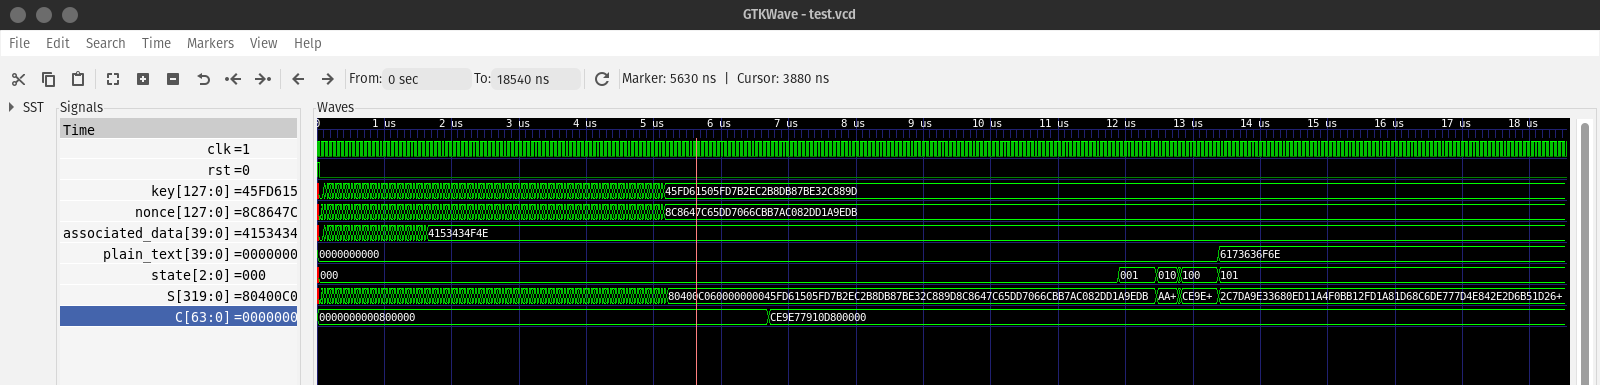 GTKWave - test.vcd
File Edit Search Time Markers View Help
From: 0 sec To: 18540 ns Marker: 5630 ns | Cursor: 3880 ns
SST Signals Waves
Time 0 1 us 2 us 3 us 4 us 5 us 6 us 7 us 8 us 9 us 10 us 11 us 12 us 13 us 14 us 15 us 16 us 17 us 18 us
clk =1
rst =0
key[127:0] =45FD615 45FD61505FD7B2EC2B8DB87BE32C889D
nonce[127:0] =8C8647C 8C8647C65DD7066CBB7AC082DD1A9EDB
associated_data[39:0] =4153434 4153434F4E
plain_text[39:0] =0000000 0000000000 6173636F6E
state[2:0] =000 000 001 010 100 101
S[319:0] =80400C0 80400C060000000045FD61505FD7B2EC2B8DB87BE32C889D8C8647C65DD7066CBB7AC082DD1A9EDB AA+ CE9E+ 2C7DA9E33680ED11A4F0BB12FD1A81D68C6DE777D4E842E2D6B51D26+
C[63:0] =0000000 0000000000800000 CE9E77910D800000